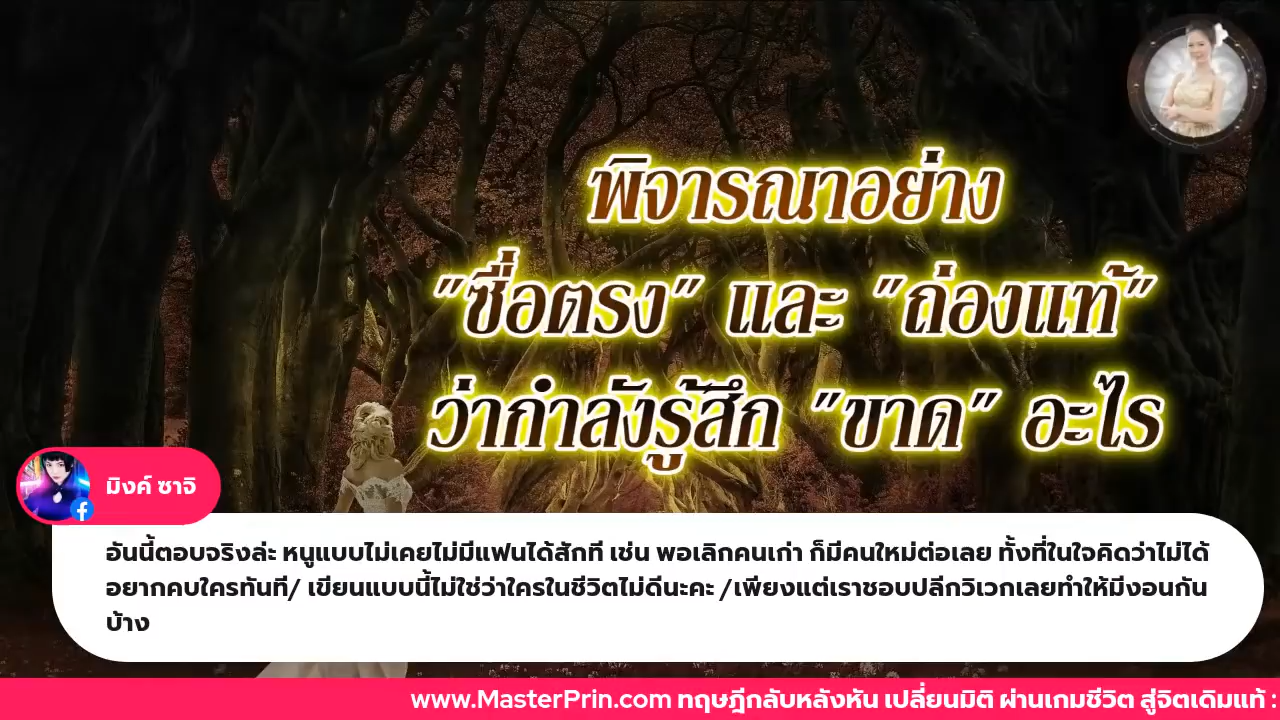 พิจารณาอย่าง
"ซื่อตรง" และ "ถ่องแท้"
ว่ากำลังรู้สึก "ขาด" อะไร
มิงค์ ซาจิ
อันนี้ตอบจริงล่ะ หนูแบบไม่เคยไม่มีแฟนได้สักที เช่น พอเลิกคนเก่า ก็มีคนใหม่ต่อเลย ทั้งที่ในใจคิดว่าไม่ได้
อยากคบใครทันที/ เขียนแบบนี้ไม่ใช่ว่าใครในชีวิตไม่ดีนะคะ /เพียงแต่เราชอบปลีกวิเวกเลยทำให้มีงอนกัน
บ้าง
www.MasterPrin.com ทฤษฎีกลับหลังหัน เปลี่ยนมิติ ผ่านเกมชีวิต สู่จิตเดิมแท้ :